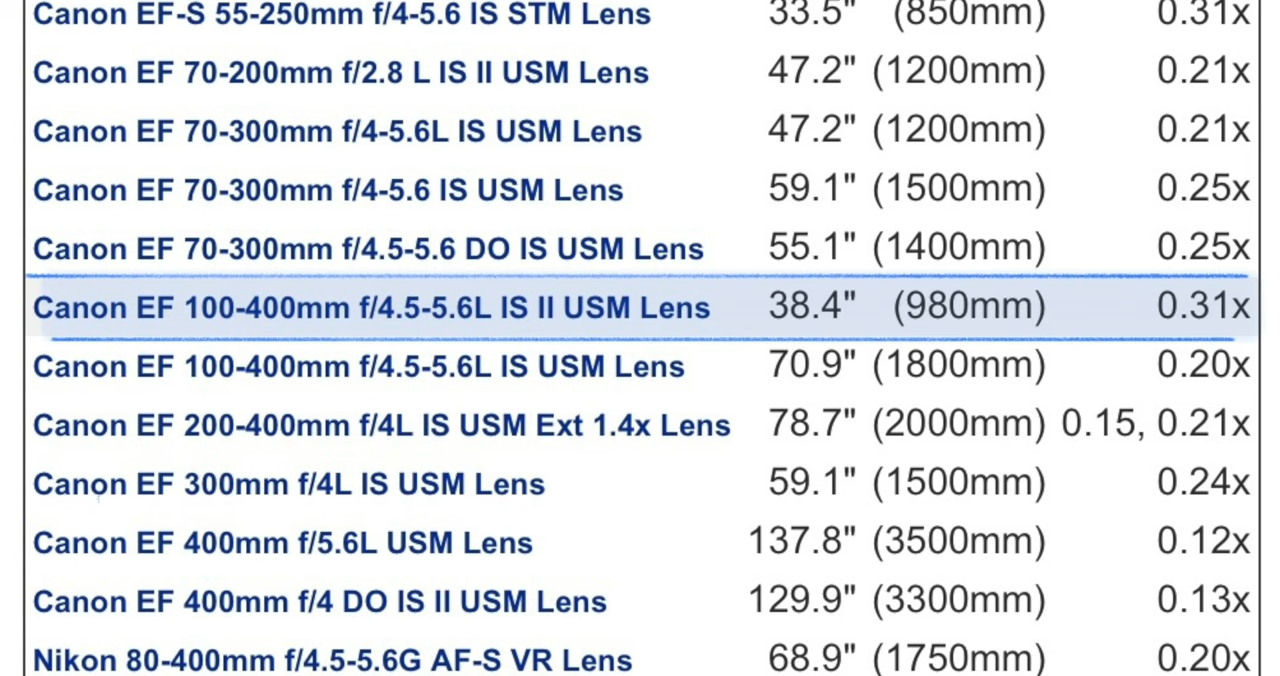 Canon EF-S 55-250mm f/4-5.6 IS STM Lens 33.5" (850mm) 0.31x
Canon EF 70-200mm f/2.8 L IS II USM Lens 47.2" (1200mm) 0.21x
Canon EF 70-300mm f/4-5.6L IS USM Lens 47.2" (1200mm) 0.21x
Canon EF 70-300mm f/4-5.6 IS USM Lens 59.1" (1500mm) 0.25x
Canon EF 70-300mm f/4.5-5.6 DO IS USM Lens 55.1" (1400mm) 0.25x
Canon EF 100-400mm f/4.5-5.6L IS II USM Lens 38.4" (980mm) 0.31x
Canon EF 100-400mm f/4.5-5.6L IS USM Lens 70.9" (1800mm) 0.20x
Canon EF 200-400mm f/4L IS USM Ext 1.4x Lens 78.7" (2000mm) 0.15, 0.21x
Canon EF 300mm f/4L IS USM Lens 59.1" (1500mm) 0.24x
Canon EF 400mm f/5.6L USM Lens 137.8" (3500mm) 0.12x
Canon EF 400mm f/4 DO IS II USM Lens 129.9" (3300mm) 0.13x
Nikon 80-400mm f/4.5-5.6G AF-S VR Lens 68.9" (1750mm) 0.20x